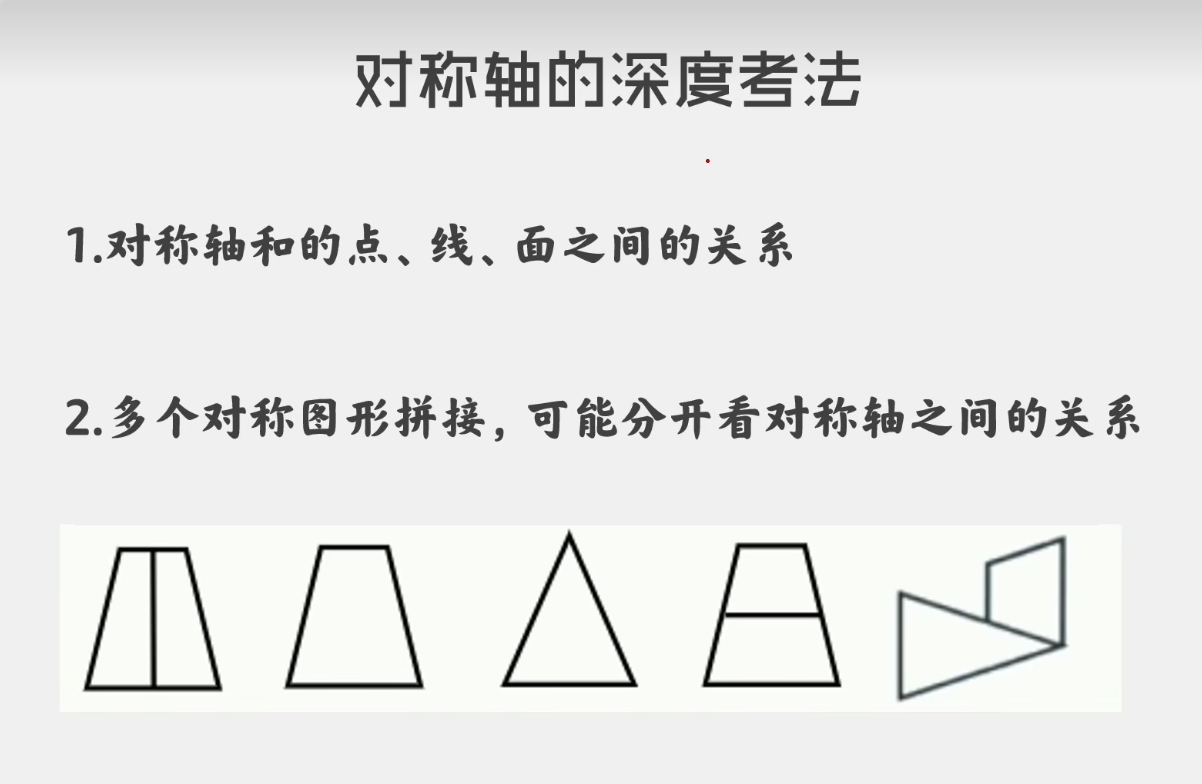 对称轴的深度考法
1.对称轴和的点、线、面之间的关系
2.多个对称图形拼接，可能分开看对称轴之间的关系